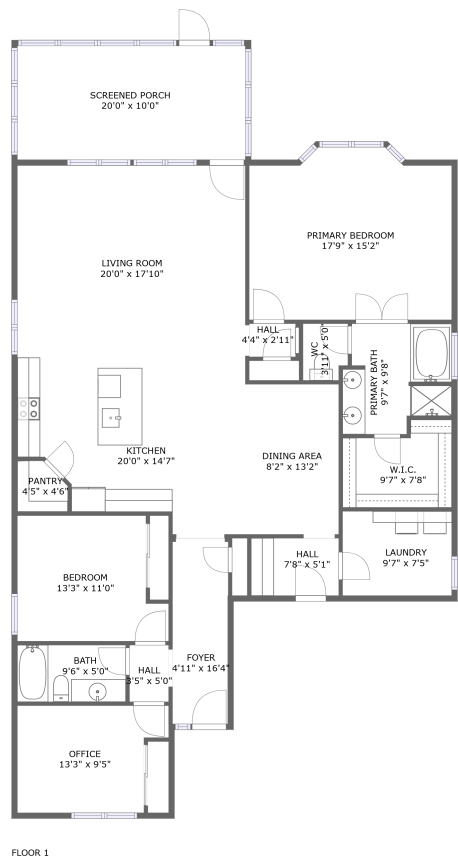 SCREENED PORCH
20'0" x 10'0"
PRIMARY BEDROOM
17'9" x 15'2"
LIVING ROOM
20'0" x 17'10"
HALL
4'4" x 2'11"
WC
3'11" x 5'0"
PRIMARY BATH
9'7" x 9'8"
KITCHEN
20'0" x 14'7"
DINING AREA
8'2" x 13'2"
W.I.C.
9'7" x 7'8"
PANTRY
4'5" x 4'6"
HALL
7'8" x 5'1"
LAUNDRY
9'7" x 7'5"
BEDROOM
13'3" x 11'0"
FOYER
4'11" x 16'4"
BATH
9'6" x 5'0"
HALL
3'5" x 5'0"
OFFICE
13'3" x 9'5"
FLOOR 1